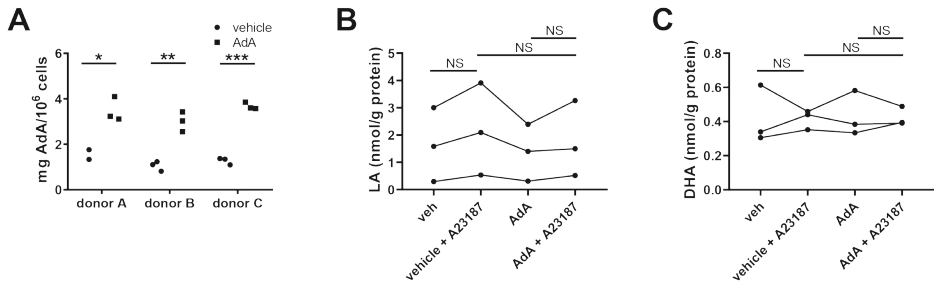 A
vehicle
AdA
mg AdA/10⁶ cells
6
4
2
0
*
**
***
donor A
donor B
donor C
B
NS
NS
NS
LA (nmol/g protein)
5
4
3
2
1
0
veh
vehicle + A23187
AdA
AdA + A23187
C
NS
NS
NS
DHA (nmol/g protein)
0.8
0.6
0.4
0.2
0.0
veh
vehicle + A23187
AdA
AdA + A23187